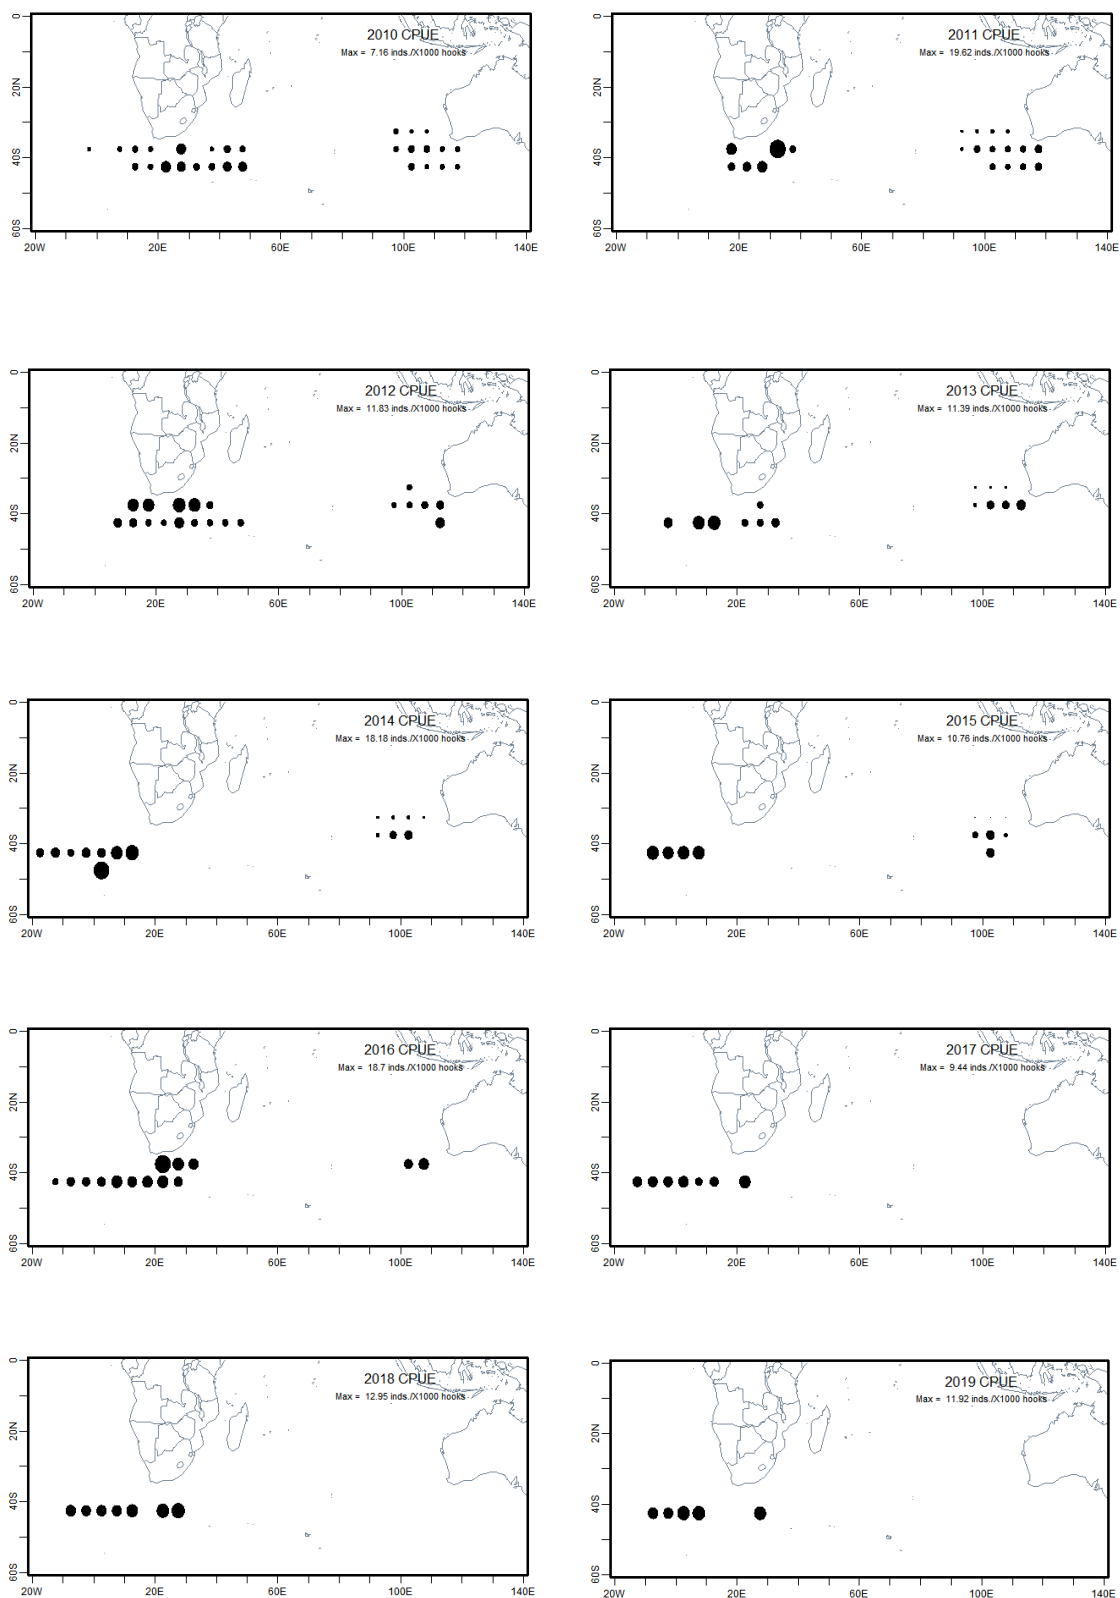 2010 CPUE
Max = 7.16 inds./X1000 hooks
0
20N
40S
60S
20W 20E 60E 100E 140E
2011 CPUE
Max = 19.62 inds./X1000 hooks
0
20N
40S
60S
20W 20E 60E 100E 140E
2012 CPUE
Max = 11.83 inds./X1000 hooks
0
20N
40S
60S
20W 20E 60E 100E 140E
2013 CPUE
Max = 11.39 inds./X1000 hooks
0
20N
40S
60S
20W 20E 60E 100E 140E
2014 CPUE
Max = 18.18 inds./X1000 hooks
0
20N
40S
60S
20W 20E 60E 100E 140E
2015 CPUE
Max = 10.76 inds./X1000 hooks
0
20N
40S
60S
20W 20E 60E 100E 140E
2016 CPUE
Max = 18.7 inds./X1000 hooks
0
20N
40S
60S
20W 20E 60E 100E 140E
2017 CPUE
Max = 9.44 inds./X1000 hooks
0
20N
40S
60S
20W 20E 60E 100E 140E
2018 CPUE
Max = 12.95 inds./X1000 hooks
0
20N
40S
60S
20W 20E 60E 100E 140E
2019 CPUE
Max = 11.92 inds./X1000 hooks
0
20N
40S
60S
20W 20E 60E 100E 140E